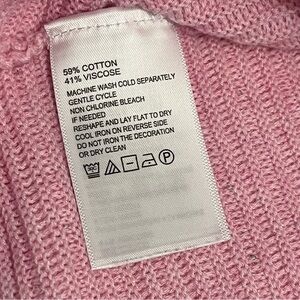 59% COTTON
41% VISCOSE
MACHINE WASH COLD SEPARATELY
GENTLE CYCLE
NON CHLORINE BLEACH
IF NEEDED
RESHAPE AND LAY FLAT TO DRY
COOL IRON ON REVERSE SIDE
DO NOT IRON THE DECORATION
OR DRY CLEAN